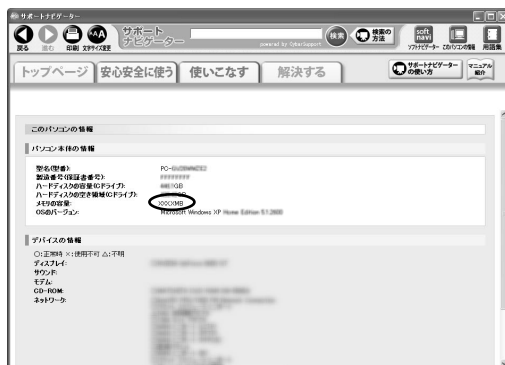 サポートナビゲーター
戻る 進む 印刷 文字サイズ変更
サポート
ナビゲーター
powered by CyberSupport
検索 検索の方法
soft navi
ソフトナビゲーター このパソコンの情報 用語集
トップページ 安心安全に使う 使いこなす 解決する
サポートナビゲーターの使い方 マニュアル紹介
このパソコンの情報
パソコン本体の情報
型名(型番): PC-
製造番号(保証書番号):
ハードディスクの容量(Cドライブ): GB
ハードディスクの空き領域(Cドライブ):
メモリの容量: XXXXMB
OSのバージョン: Microsoft Windows XP Home Edition 5.1.2600
デバイスの情報
○:正常時 ×:使用不可 △:不明
ディスプレイ:
サウンド:
モデム:
CD-ROM:
ネットワーク: